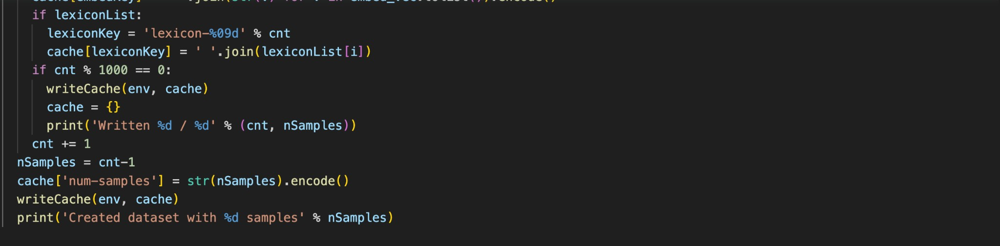 if lexiconList:
lexiconKey = 'lexicon-%09d' % cnt
cache[lexiconKey] = ' '.join(lexiconList[i])
if cnt % 1000 == 0:
writeCache(env, cache)
cache = {}
print('Written %d / %d' % (cnt, nSamples))
cnt += 1
nSamples = cnt-1
cache['num-samples'] = str(nSamples).encode()
writeCache(env, cache)
print('Created dataset with %d samples' % nSamples)